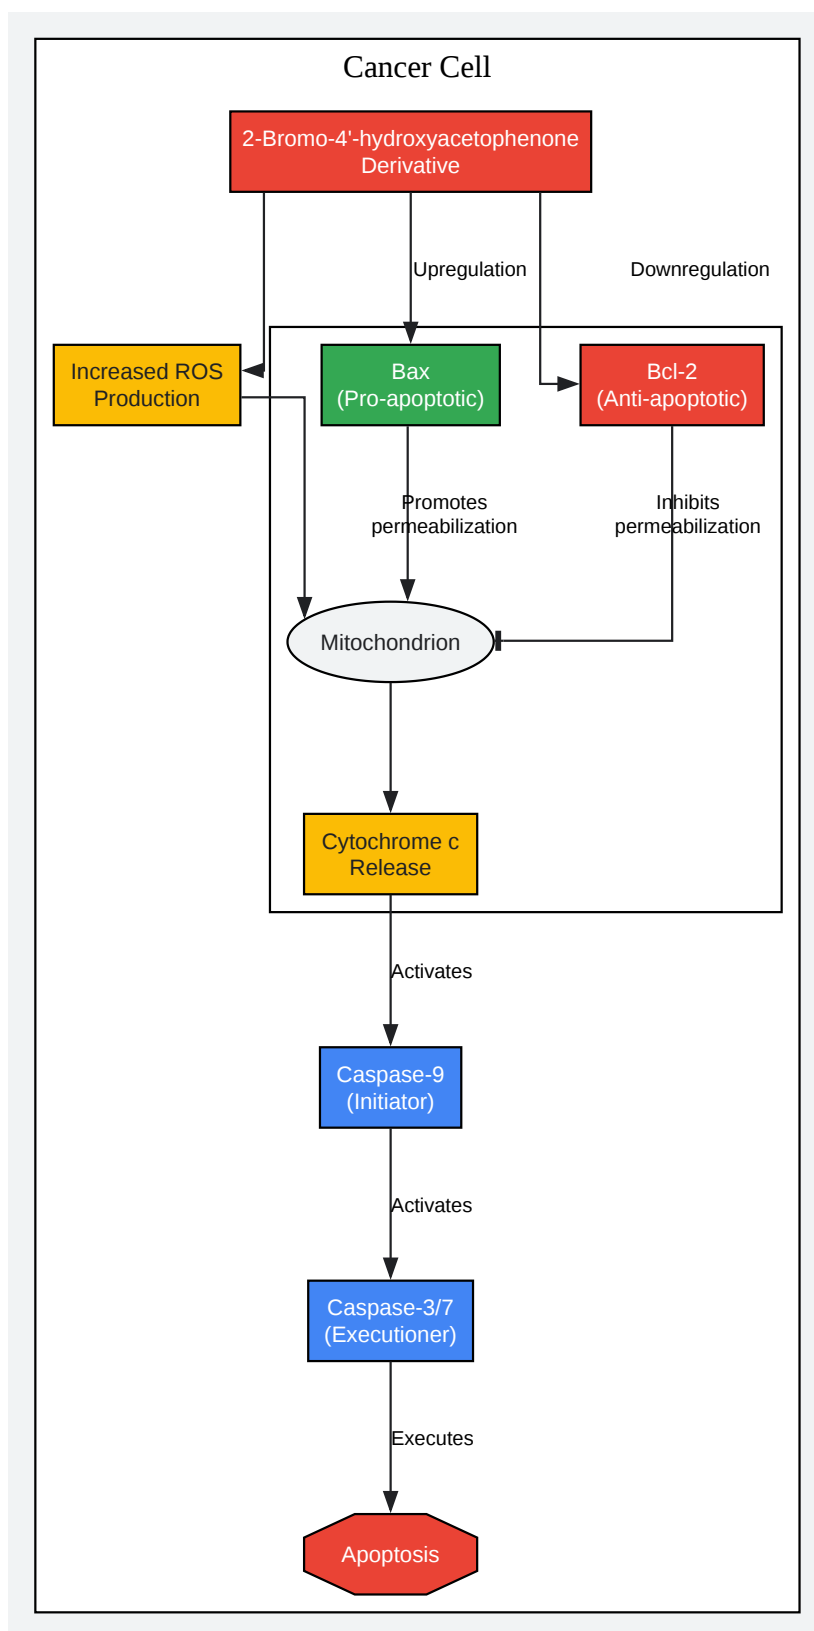 Cancer Cell
2-Bromo-4'-hydroxyacetophenone
Derivative
Upregulation
Downregulation
Increased ROS
Production
Bax
(Pro-apoptotic)
Bcl-2
(Anti-apoptotic)
Promotes
permeabilization
Inhibits
permeabilization
Mitochondrion
Cytochrome c
Release
Activates
Caspase-9
(Initiator)
Activates
Caspase-3/7
(Executioner)
Executes
Apoptosis